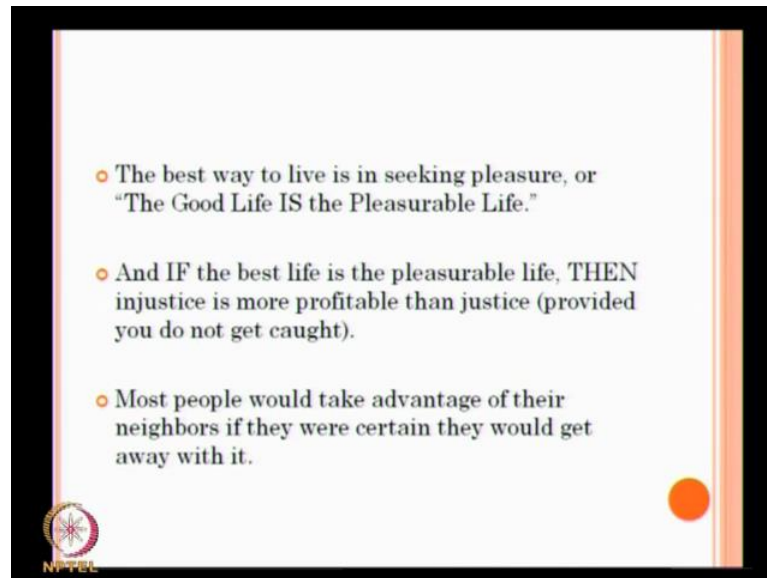 The best way to live is in seeking pleasure, or
“The Good Life IS the Pleasurable Life.”
And IF the best life is the pleasurable life, THEN
injustice is more profitable than justice (provided
you do not get caught).
Most people would take advantage of their
neighbors if they were certain they would get
away with it.
NPTEL